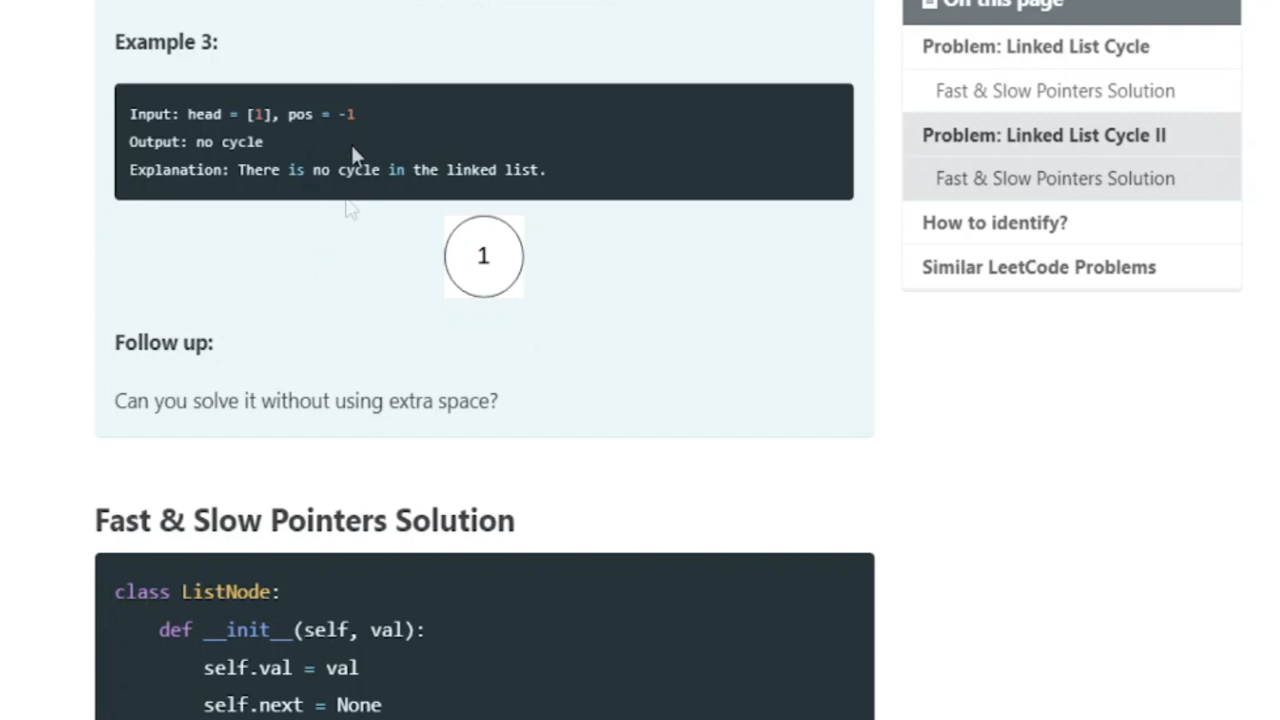 On this page
Problem: Linked List Cycle
Fast & Slow Pointers Solution
Problem: Linked List Cycle II
Fast & Slow Pointers Solution
How to identify?
Similar LeetCode Problems
Example 3:
Input: head = [1], pos = -1
Output: no cycle
Explanation: There is no cycle in the linked list.
1
Follow up:
Can you solve it without using extra space?
Fast & Slow Pointers Solution
class ListNode:
def __init__(self, val):
self.val = val
self.next = None